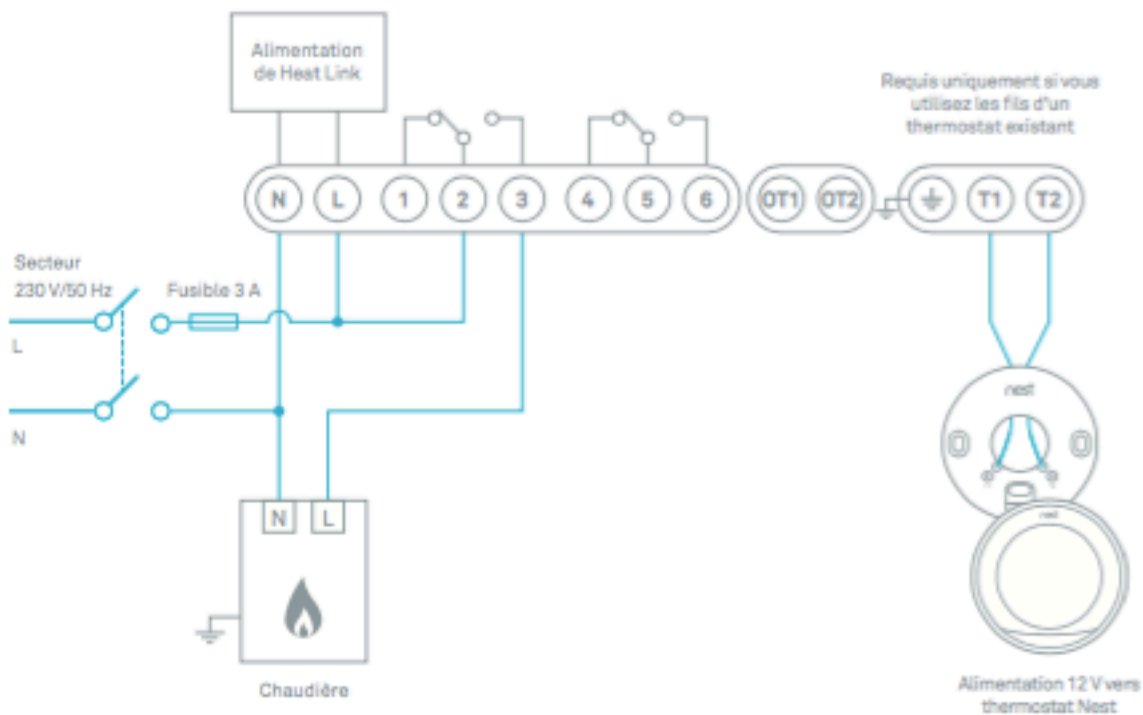 Alimentation
de Heat Link
Requis uniquement si vous
utilisez les fils d'un
thermostat existant
N L 1 2 3 4 5 6 OT1 OT2 T1 T2
Secteur
230 V/50 Hz
Fusible 3 A
L
N
nest
nest
N L
Chaudière
Alimentation 12 V vers
thermostat Nest